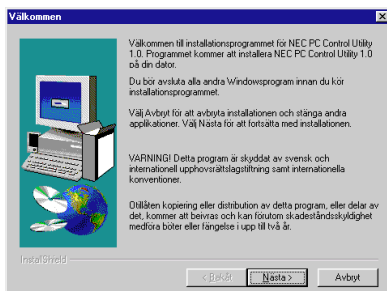 Välkommen
Välkommen till installationsprogrammet för NEC PC Control Utility
1.0. Programmet kommer att installera NEC PC Control Utility 1.0
på din dator.
Du bör avsluta alla andra Windowsprogram innan du kör
installationsprogrammet.
Välj Avbryt för att avbryta installationen och stänga andra
applikationer. Välj Nästa för att fortsätta med installationen.
VARNING! Detta program är skyddat av svensk och
internationell upphovsrättslagstiftning samt internationella
konventioner.
Otillåten kopiering eller distribution av detta program, eller delar av
det, kommer att beivras och kan förutom skadeståndsskyldighet
medföra böter eller fängelse i upp till två år.
InstallShield
< Bakåt
Nästa >
Avbryt